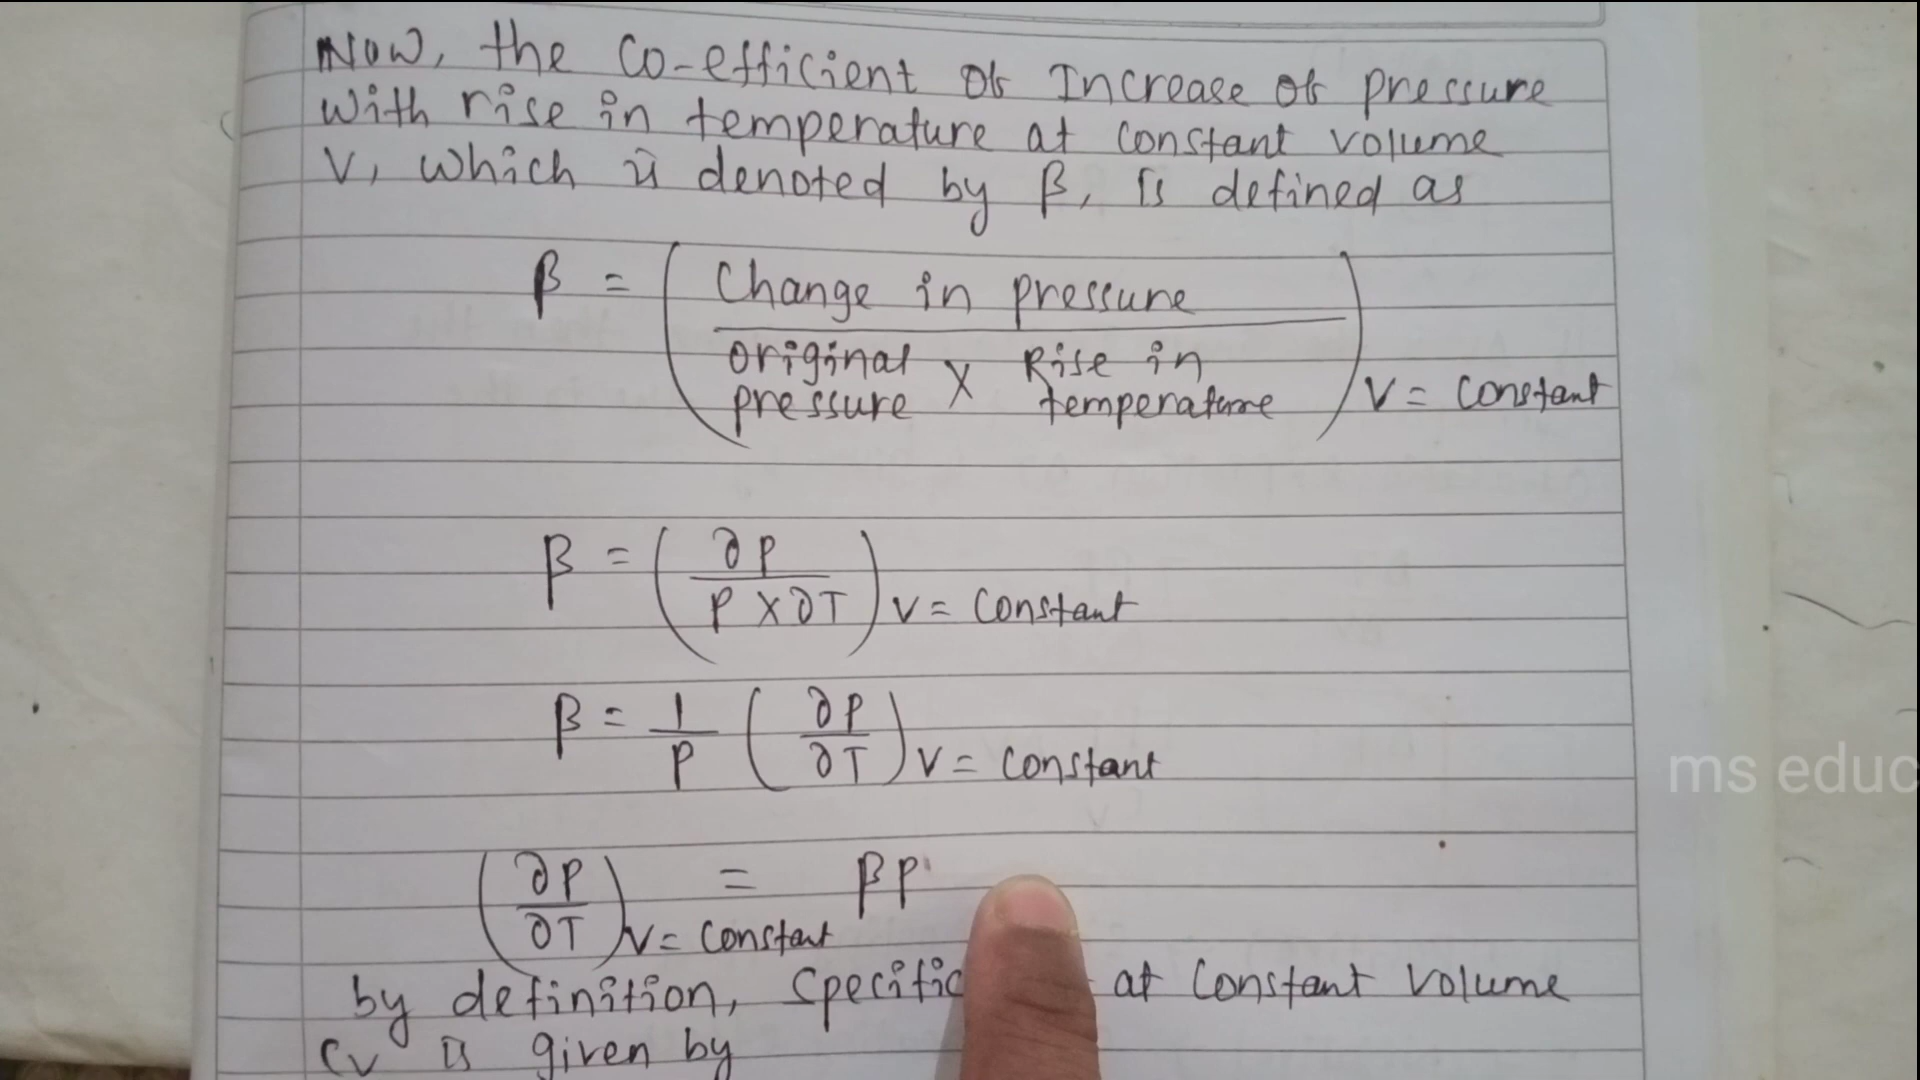 Now, the Co-efficient of Increase of pressure
with rise in temperature at constant volume
V, which is denoted by β, is defined as
β = ( Change in pressure / original pressure × Rise in temperature ) V = constant
β = ( ∂P / P × ∂T ) V = constant
β = 1/P ( ∂P / ∂T ) V = constant
( ∂P / ∂T ) V = constant = βP
by definition, specific at constant volume
Cv is given by
ms educ